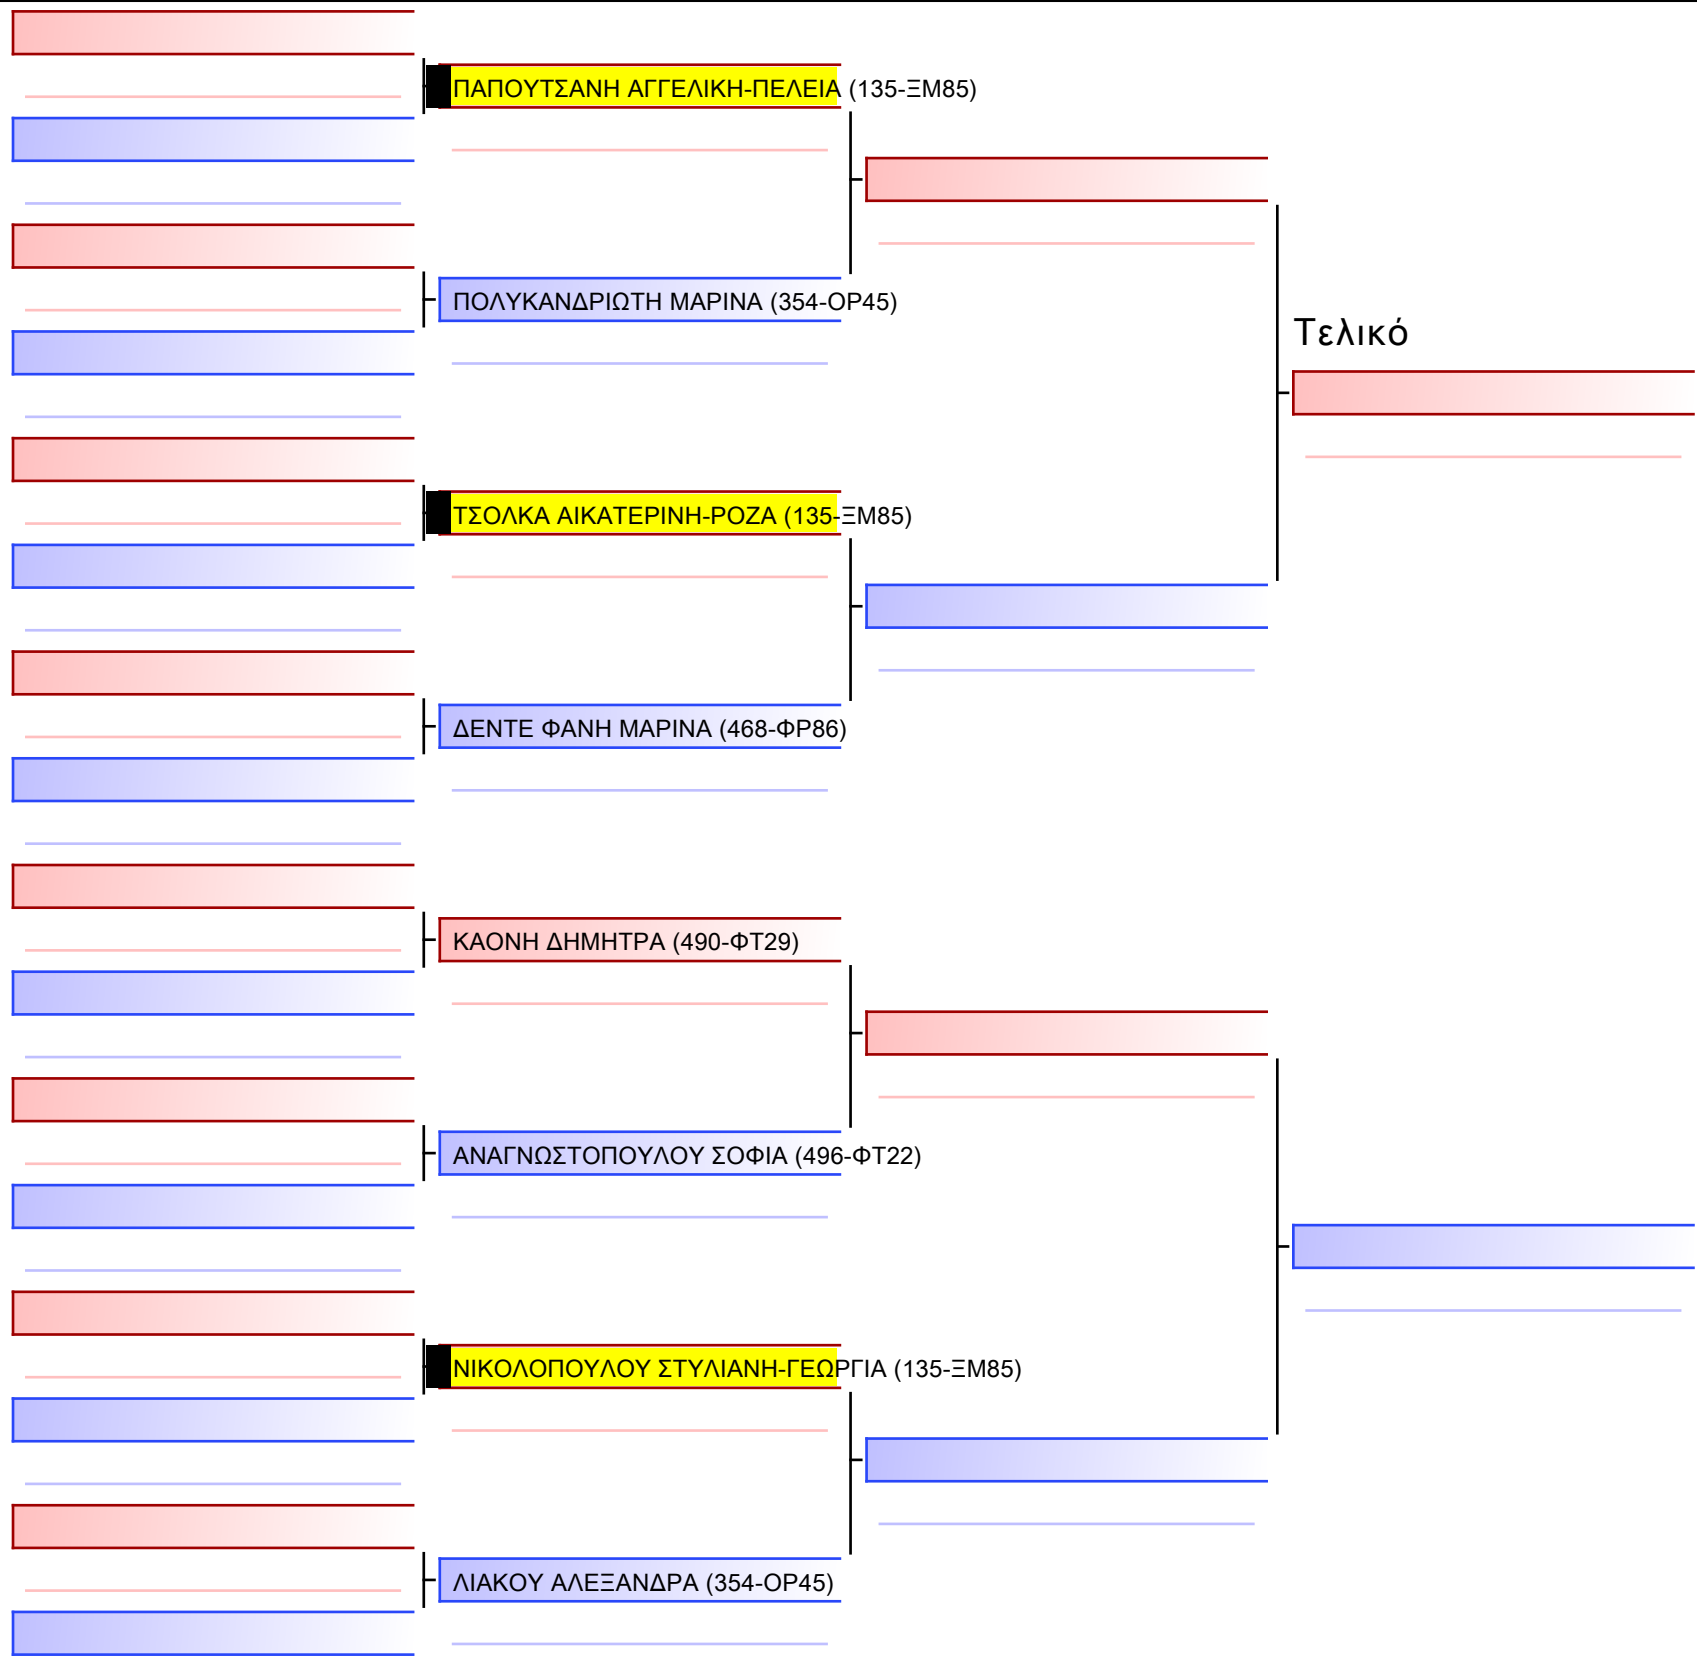 ΠΑΠΟΥΤΣΑΝΗ ΑΓΓΕΛΙΚΗ-ΠΕΛΕΙΑ (135-ΞΜ85)
ΠΟΛΥΚΑΝΔΡΙΩΤΗ ΜΑΡΙΝΑ (354-ΟΡ45)
Τελικό
ΤΣΟΛΚΑ ΑΙΚΑΤΕΡΙΝΗ-ΡΟΖΑ (135-ΞΜ85)
ΔΕΝΤΕ ΦΑΝΗ ΜΑΡΙΝΑ (468-ΦΡ86)
ΚΑΟΝΗ ΔΗΜΗΤΡΑ (490-ΦΤ29)
ΑΝΑΓΝΩΣΤΟΠΟΥΛΟΥ ΣΟΦΙΑ (496-ΦΤ22)
ΝΙΚΟΛΟΠΟΥΛΟΥ ΣΤΥΛΙΑΝΗ-ΓΕΩΡΓΙΑ (135-ΞΜ85)
ΛΙΑΚΟΥ ΑΛΕΞΑΝΔΡΑ (354-ΟΡ45)